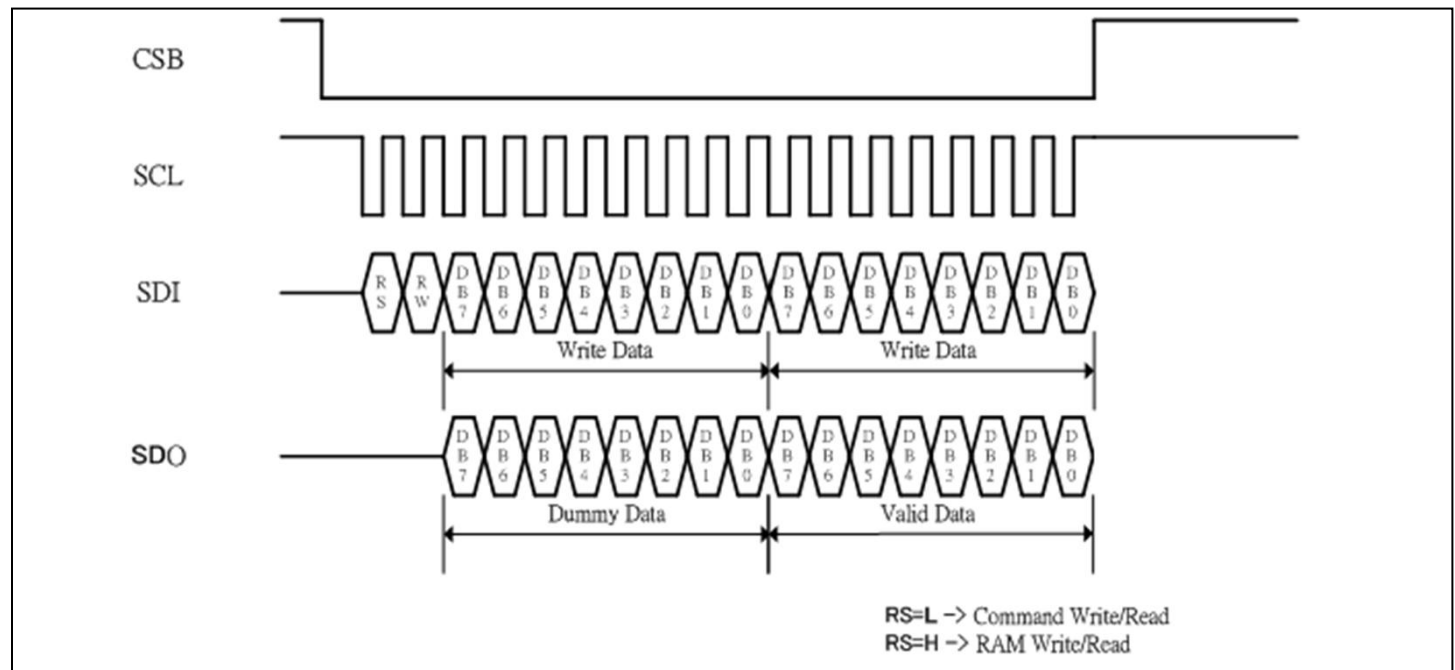 CSB
SCL
SDI
RS RW DB7 DB6 DB5 DB4 DB3 DB2 DB1 DB0 DB7 DB6 DB5 DB4 DB3 DB2 DB1 DB0
Write Data Write Data
SDO
DB7 DB6 DB5 DB4 DB3 DB2 DB1 DB0 DB7 DB6 DB5 DB4 DB3 DB2 DB1 DB0
Dummy Data Valid Data
RS=L -> Command Write/Read
RS=H -> RAM Write/Read